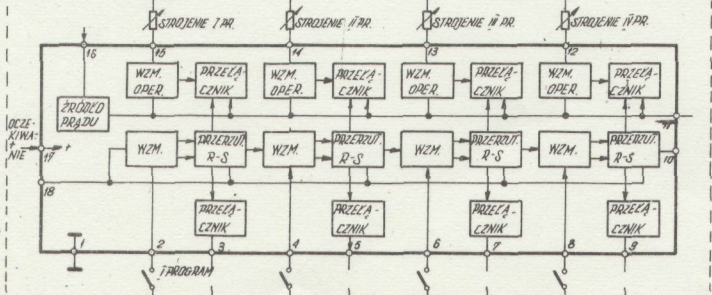 STROJENIE I PR.
STROJENIE II PR.
STROJENIE III PR.
STROJENIE IV PR.
16
15
14
13
12
WZM. OPER.
PRZEŁĄ-
CZNIK
WZM. OPER.
PRZEŁĄ-
CZNIK
WZM. OPER.
PRZEŁĄ-
CZNIK
WZM. OPER.
PRZEŁĄ-
CZNIK
ŹRÓDŁO
PRĄDU
11
OCZE-
KIWA-
NIE
+
19
+
WZM.
PRZERZUT.
R-S
WZM.
PRZERZUT.
R-S
WZM.
PRZERZUT.
R-S
WZM.
PRZERZUT.
R-S
10
18
PRZEŁĄ-
CZNIK
PRZEŁĄ-
CZNIK
PRZEŁĄ-
CZNIK
PRZEŁĄ-
CZNIK
1
2
3
4
5
6
7
8
9
I PROGRAM